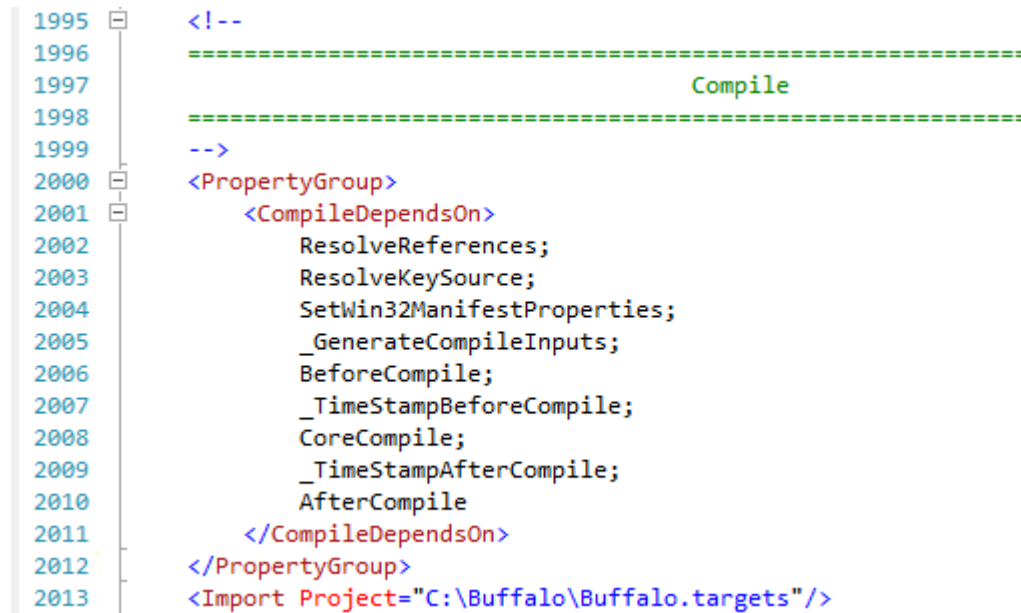 1995 <!--
1996 ===========================================================
1997 Compile
1998 ===========================================================
1999 -->
2000 <PropertyGroup>
2001 <CompileDependsOn>
2002 ResolveReferences;
2003 ResolveKeySource;
2004 SetWin32ManifestProperties;
2005 _GenerateCompileInputs;
2006 BeforeCompile;
2007 _TimeStampBeforeCompile;
2008 CoreCompile;
2009 _TimeStampAfterCompile;
2010 AfterCompile
2011 </CompileDependsOn>
2012 </PropertyGroup>
2013 <Import Project="C:\Buffalo\Buffalo.targets"/>